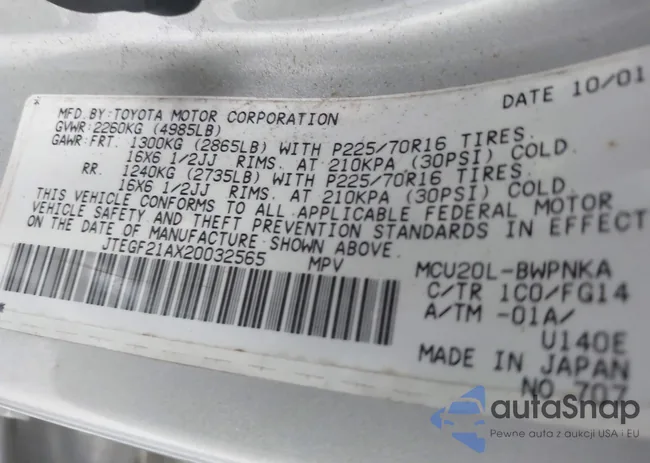 MFD.BY:TOYOTA MOTOR CORPORATION DATE 10/01
GVWR:2260KG (4985LB)
GAWR:FRT. 1300KG (2865LB) WITH P225/70R16 TIRES.
16X6 1/2JJ RIMS. AT 210KPA (30PSI) COLD.
RR. 1240KG (2735LB) WITH P225/70R16 TIRES.
16X6 1/2JJ RIMS. AT 210KPA (30PSI) COLD.
THIS VEHICLE CONFORMS TO ALL APPLICABLE FEDERAL MOTOR
VEHICLE SAFETY AND THEFT PREVENTION STANDARDS IN EFFECT
ON THE DATE OF MANUFACTURE SHOWN ABOVE.
JTEGF21AX20032565 MPV
MCU20L-BWPNKA
C/TR 1C0/FG14
A/TM -01A/
U140E
MADE IN JAPAN
NO.707
autaSnap
Pewne auta z aukcji USA i EU